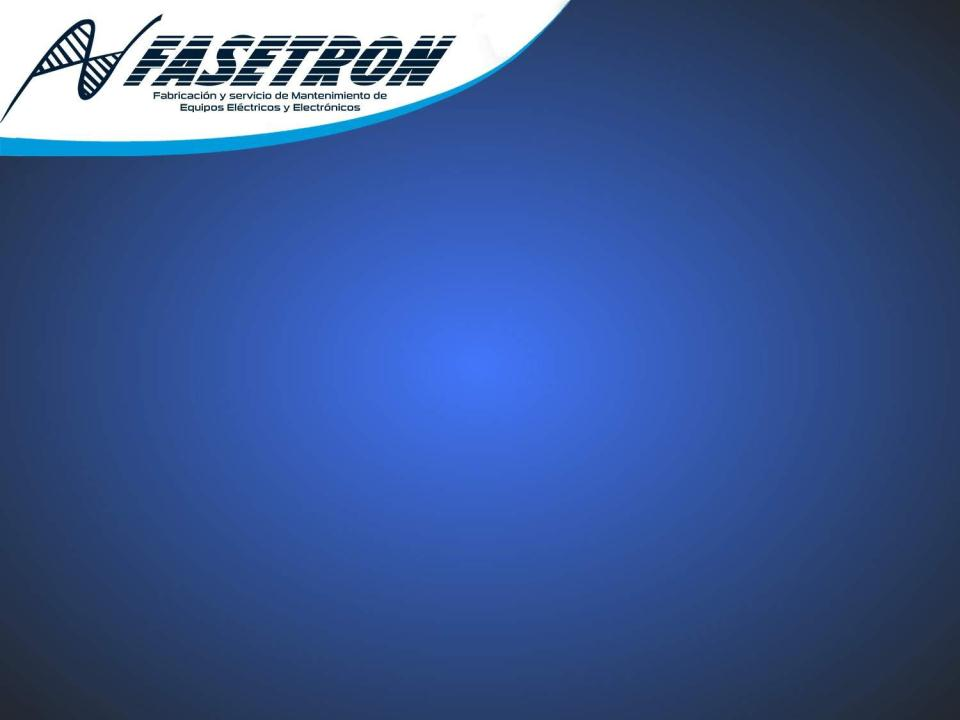 FASETRON
Fabricación y servicio de Mantenimiento de
Equipos Eléctricos y Electrónicos